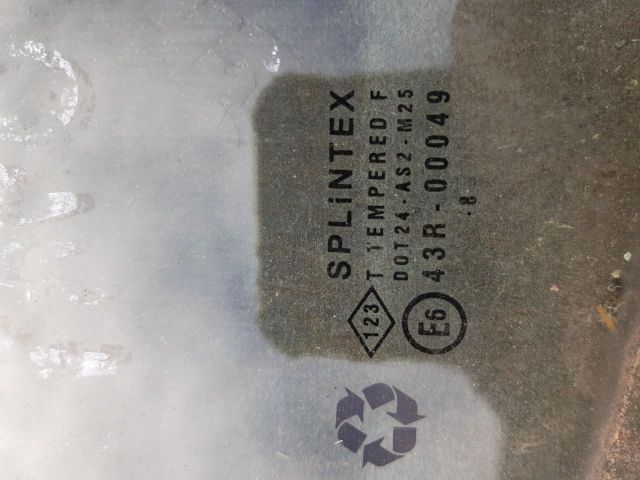 SPLiNTEX
123 T TEMPERED F
DOT24-AS2-M25
E6 43R-00049
.8